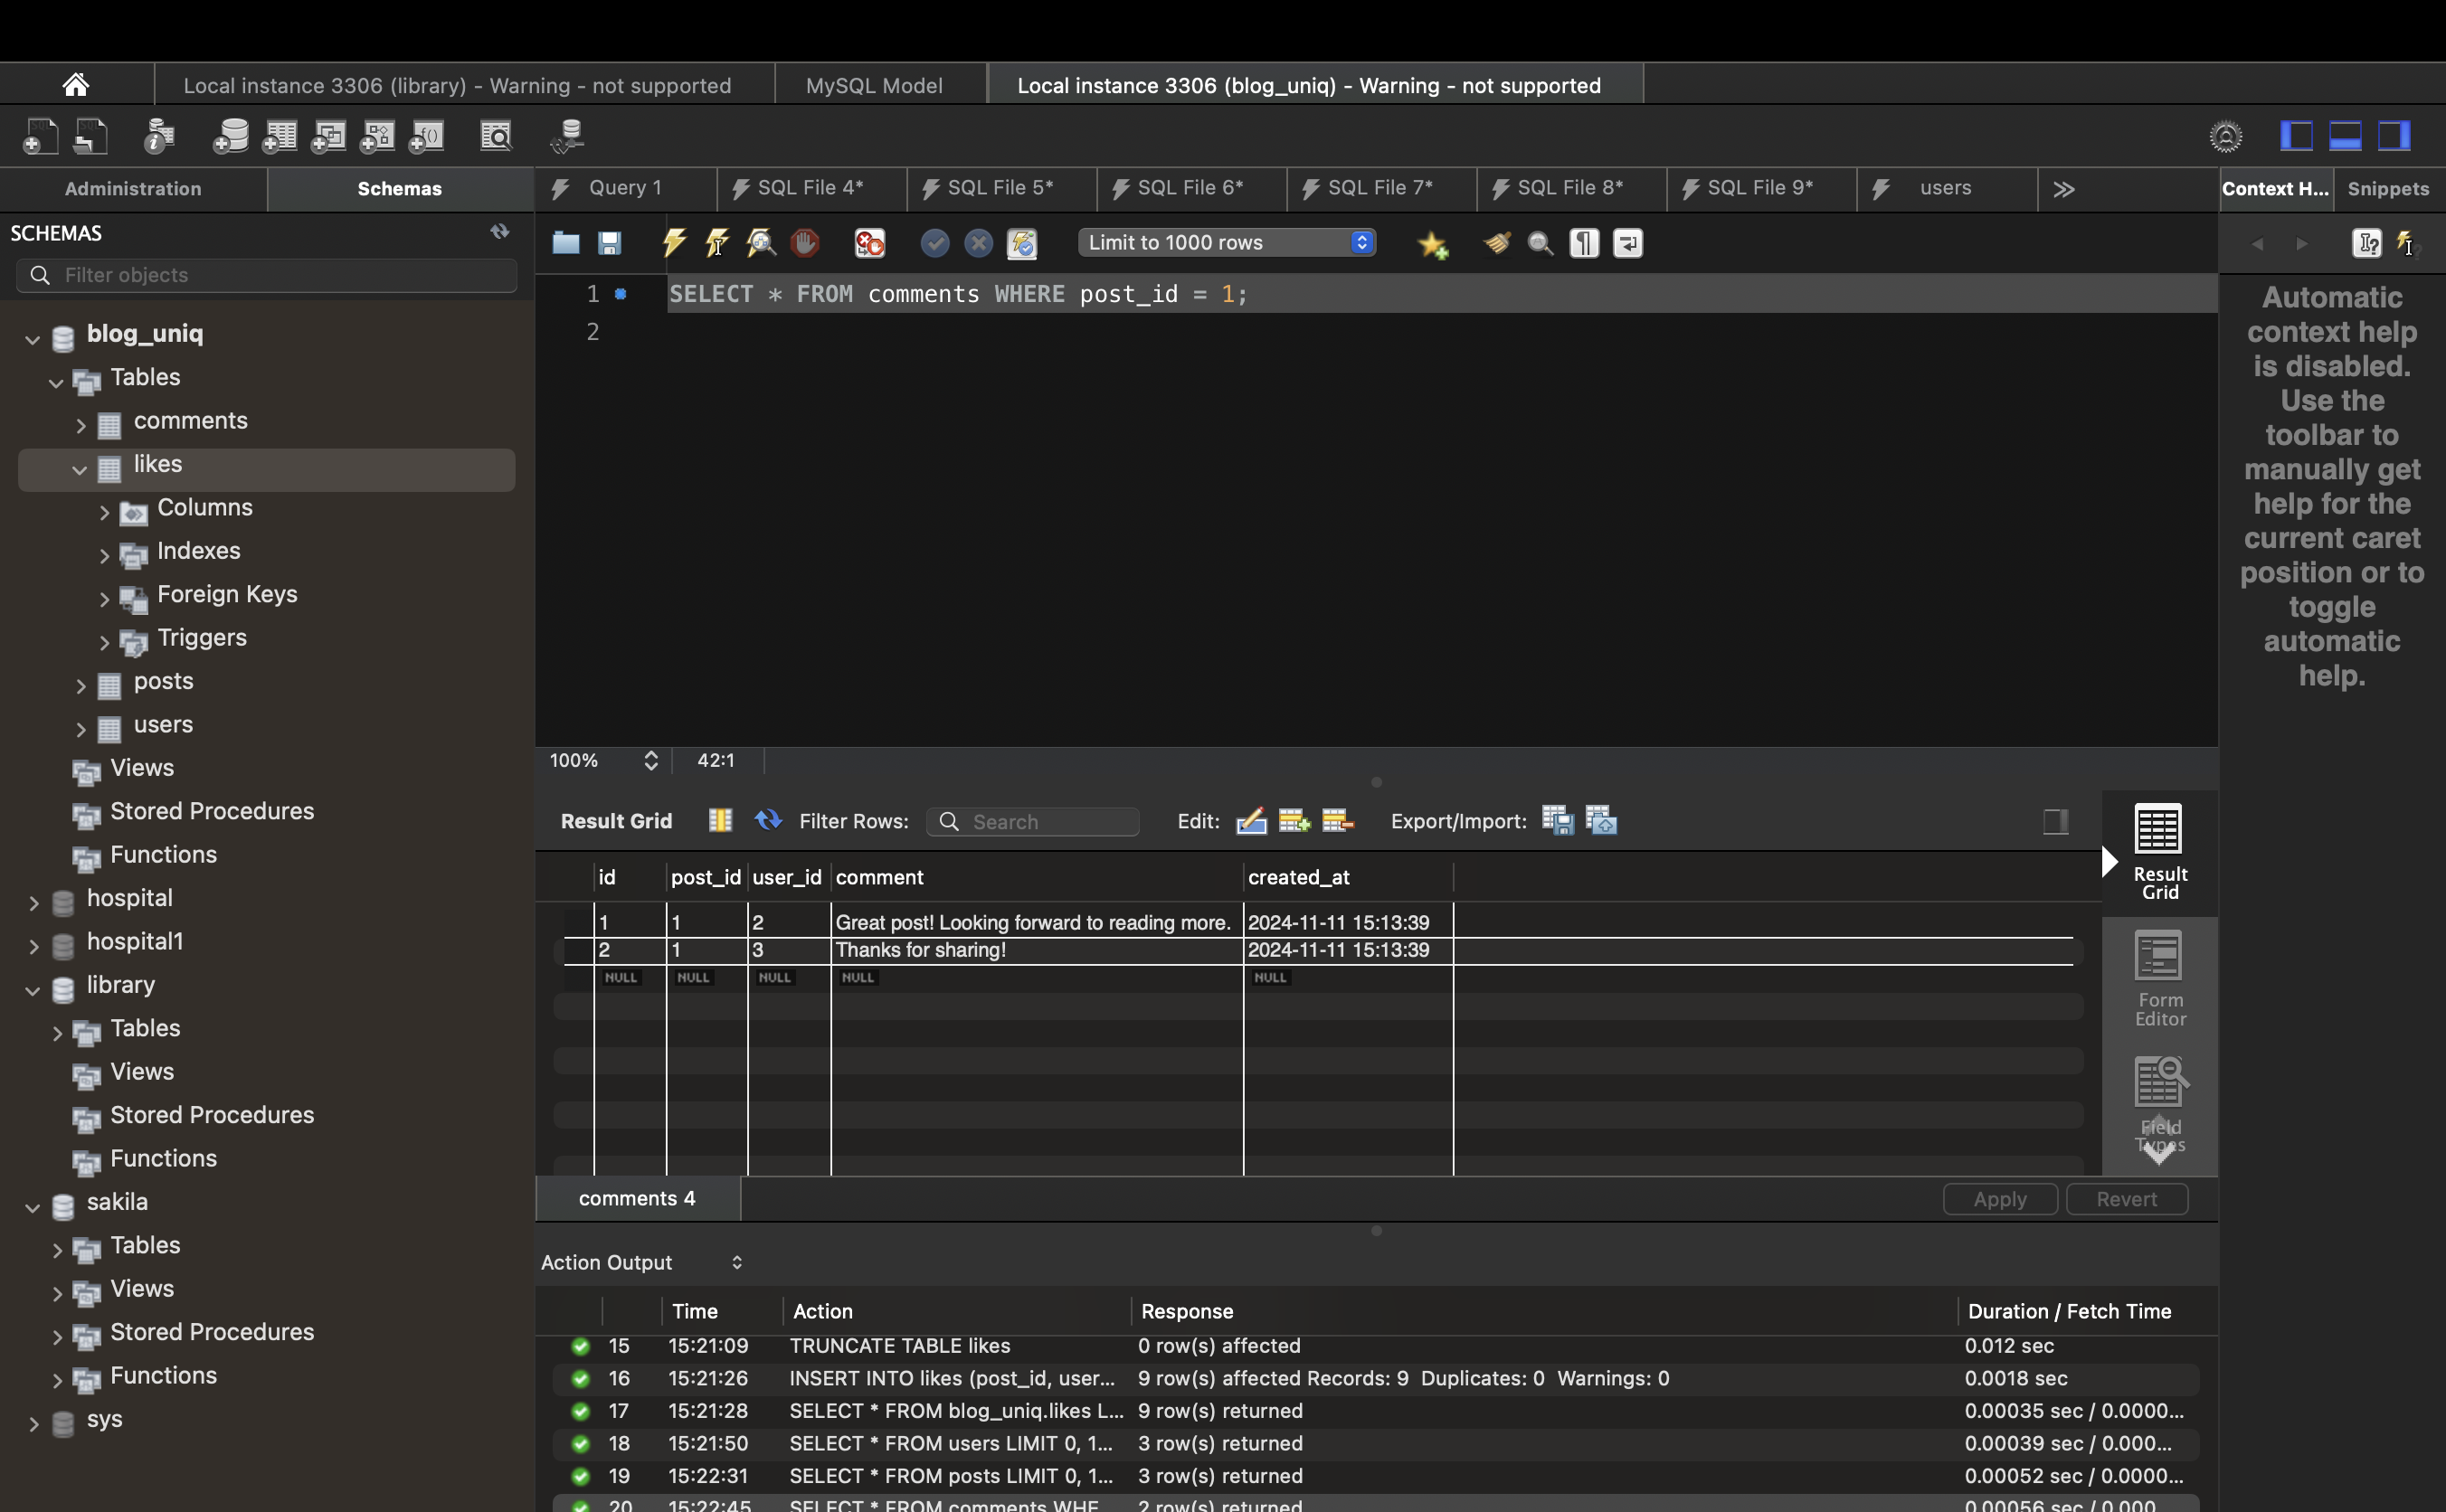 Local instance 3306 (library) - Warning - not supported
MySQL Model
Local instance 3306 (blog_uniq) - Warning - not supported
Administration
Schemas
Query 1
SQL File 4*
SQL File 5*
SQL File 6*
SQL File 7*
SQL File 8*
SQL File 9*
users
Context H...
Snippets
SCHEMAS
Filter objects
blog_uniq
Tables
comments
likes
Columns
Indexes
Foreign Keys
Triggers
posts
users
Views
Stored Procedures
Functions
hospital
hospital1
library
Tables
Views
Stored Procedures
Functions
sakila
Tables
Views
Stored Procedures
Functions
sys
Limit to 1000 rows
1 SELECT * FROM comments WHERE post_id = 1;
2
Automatic
context help
is disabled.
Use the
toolbar to
manually get
help for the
current caret
position or to
toggle
automatic
help.
100% 42:1
Result Grid Filter Rows: Search Edit: Export/Import:
id post_id user_id comment created_at
1 1 2 Great post! Looking forward to reading more. 2024-11-11 15:13:39
2 1 3 Thanks for sharing! 2024-11-11 15:13:39
NULL NULL NULL NULL NULL
Result
Grid
Form
Editor
Field
Types
comments 4
Apply Revert
Action Output
Time Action Response Duration / Fetch Time
15 15:21:09 TRUNCATE TABLE likes 0 row(s) affected 0.012 sec
16 15:21:26 INSERT INTO likes (post_id, user... 9 row(s) affected Records: 9 Duplicates: 0 Warnings: 0 0.0018 sec
17 15:21:28 SELECT * FROM blog_uniq.likes L... 9 row(s) returned 0.00035 sec / 0.0000...
18 15:21:50 SELECT * FROM users LIMIT 0, 1... 3 row(s) returned 0.00039 sec / 0.000...
19 15:22:31 SELECT * FROM posts LIMIT 0, 1... 3 row(s) returned 0.00052 sec / 0.0000...
20 15:22:45 SELECT * FROM comments WHE... 2 row(s) returned 0.00056 sec / 0.000...